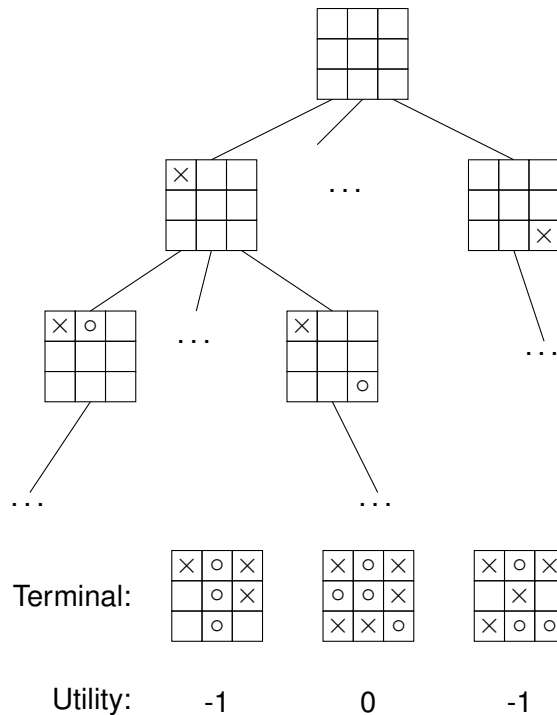 ×
. . .
×
× ○
. . .
×
○
. . .
. . .
. . .
Terminal:
× ○ ×
○ ×
○
× ○ ×
○ ○ ×
× × ○
× ○ ×
×
× ○ ○
Utility: -1 0 -1